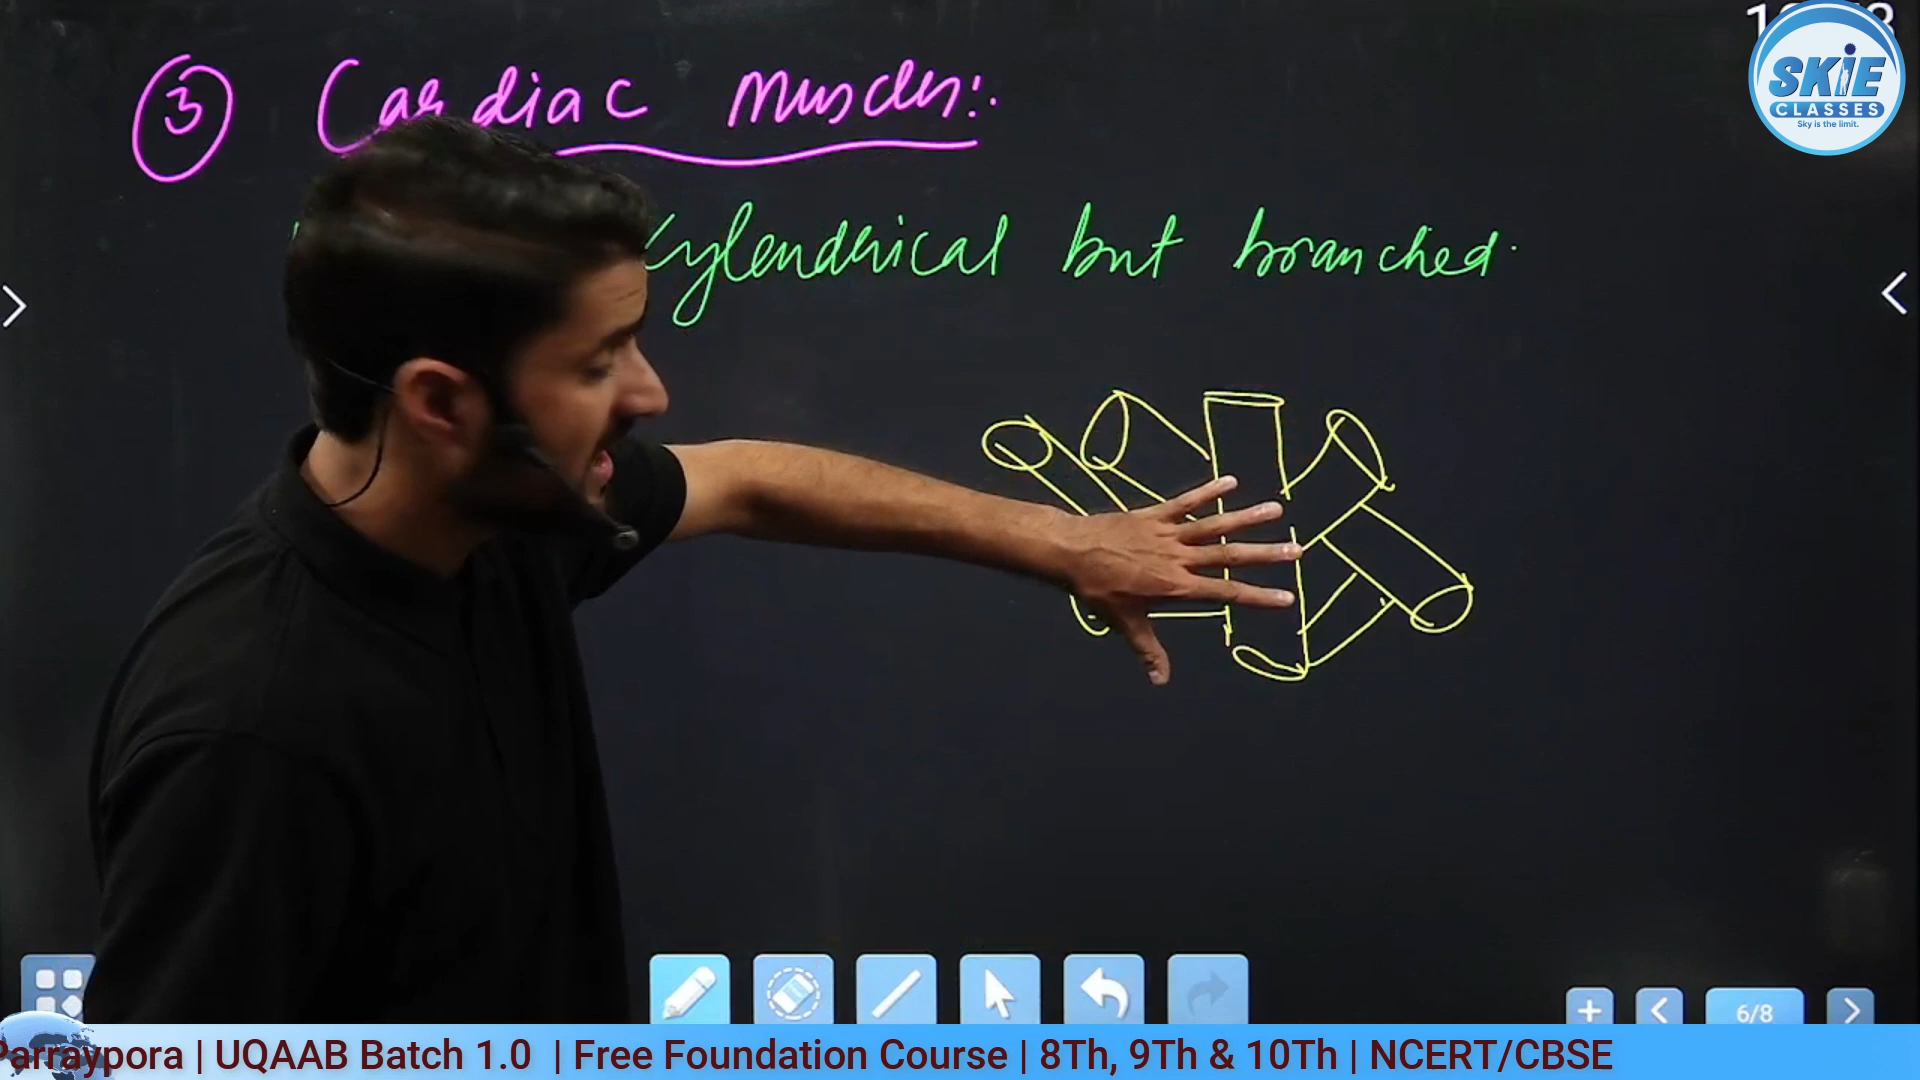 SKIE
CLASSES
Sky is the limit.
3 Cardiac Muscles:
Cylenderical but branched.
6/8
Parraypora | UQAAB Batch 1.0 | Free Foundation Course | 8Th, 9Th & 10Th | NCERT/CBSE